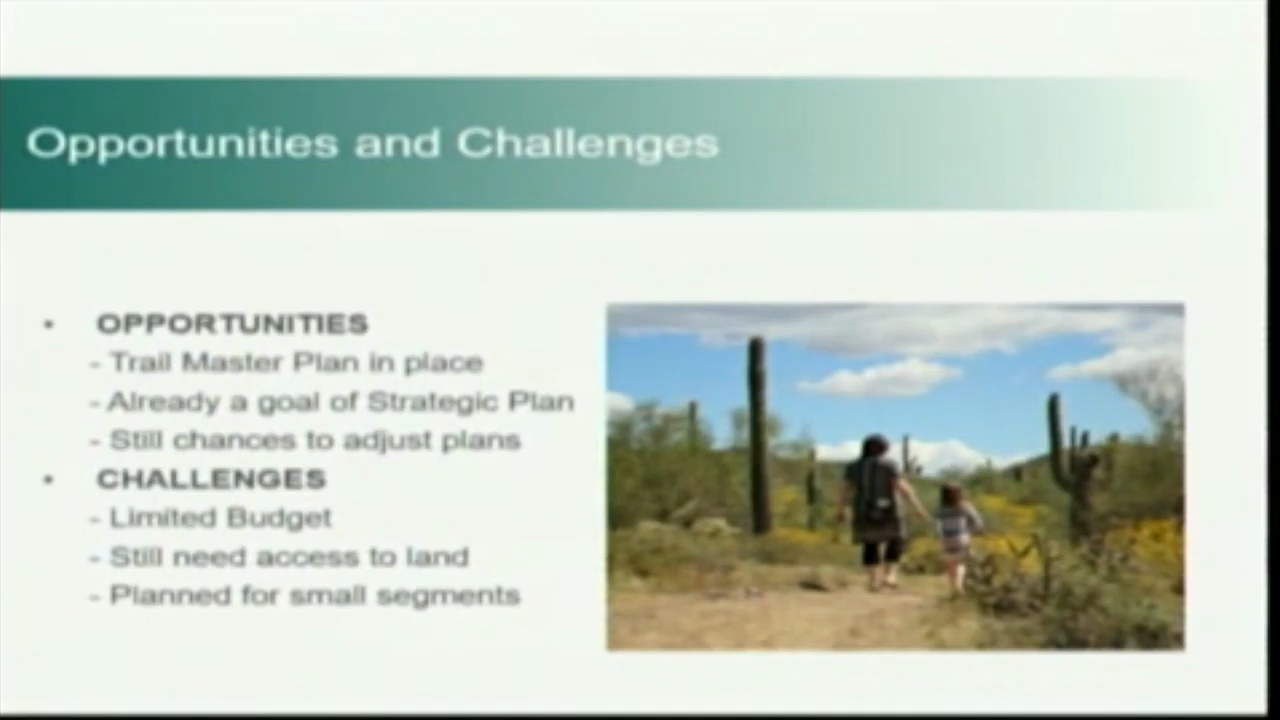 Opportunities and Challenges
• OPPORTUNITIES
- Trail Master Plan in place
- Already a goal of Strategic Plan
- Still chances to adjust plans
• CHALLENGES
- Limited Budget
- Still need access to land
- Planned for small segments